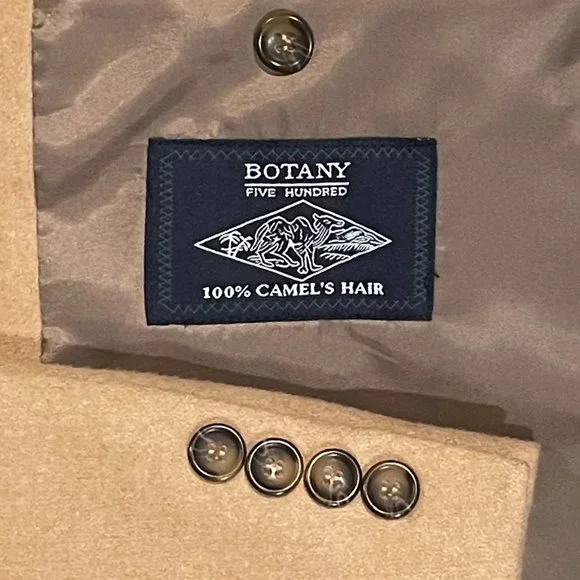 BOTANY
FIVE HUNDRED
100% CAMEL'S HAIR